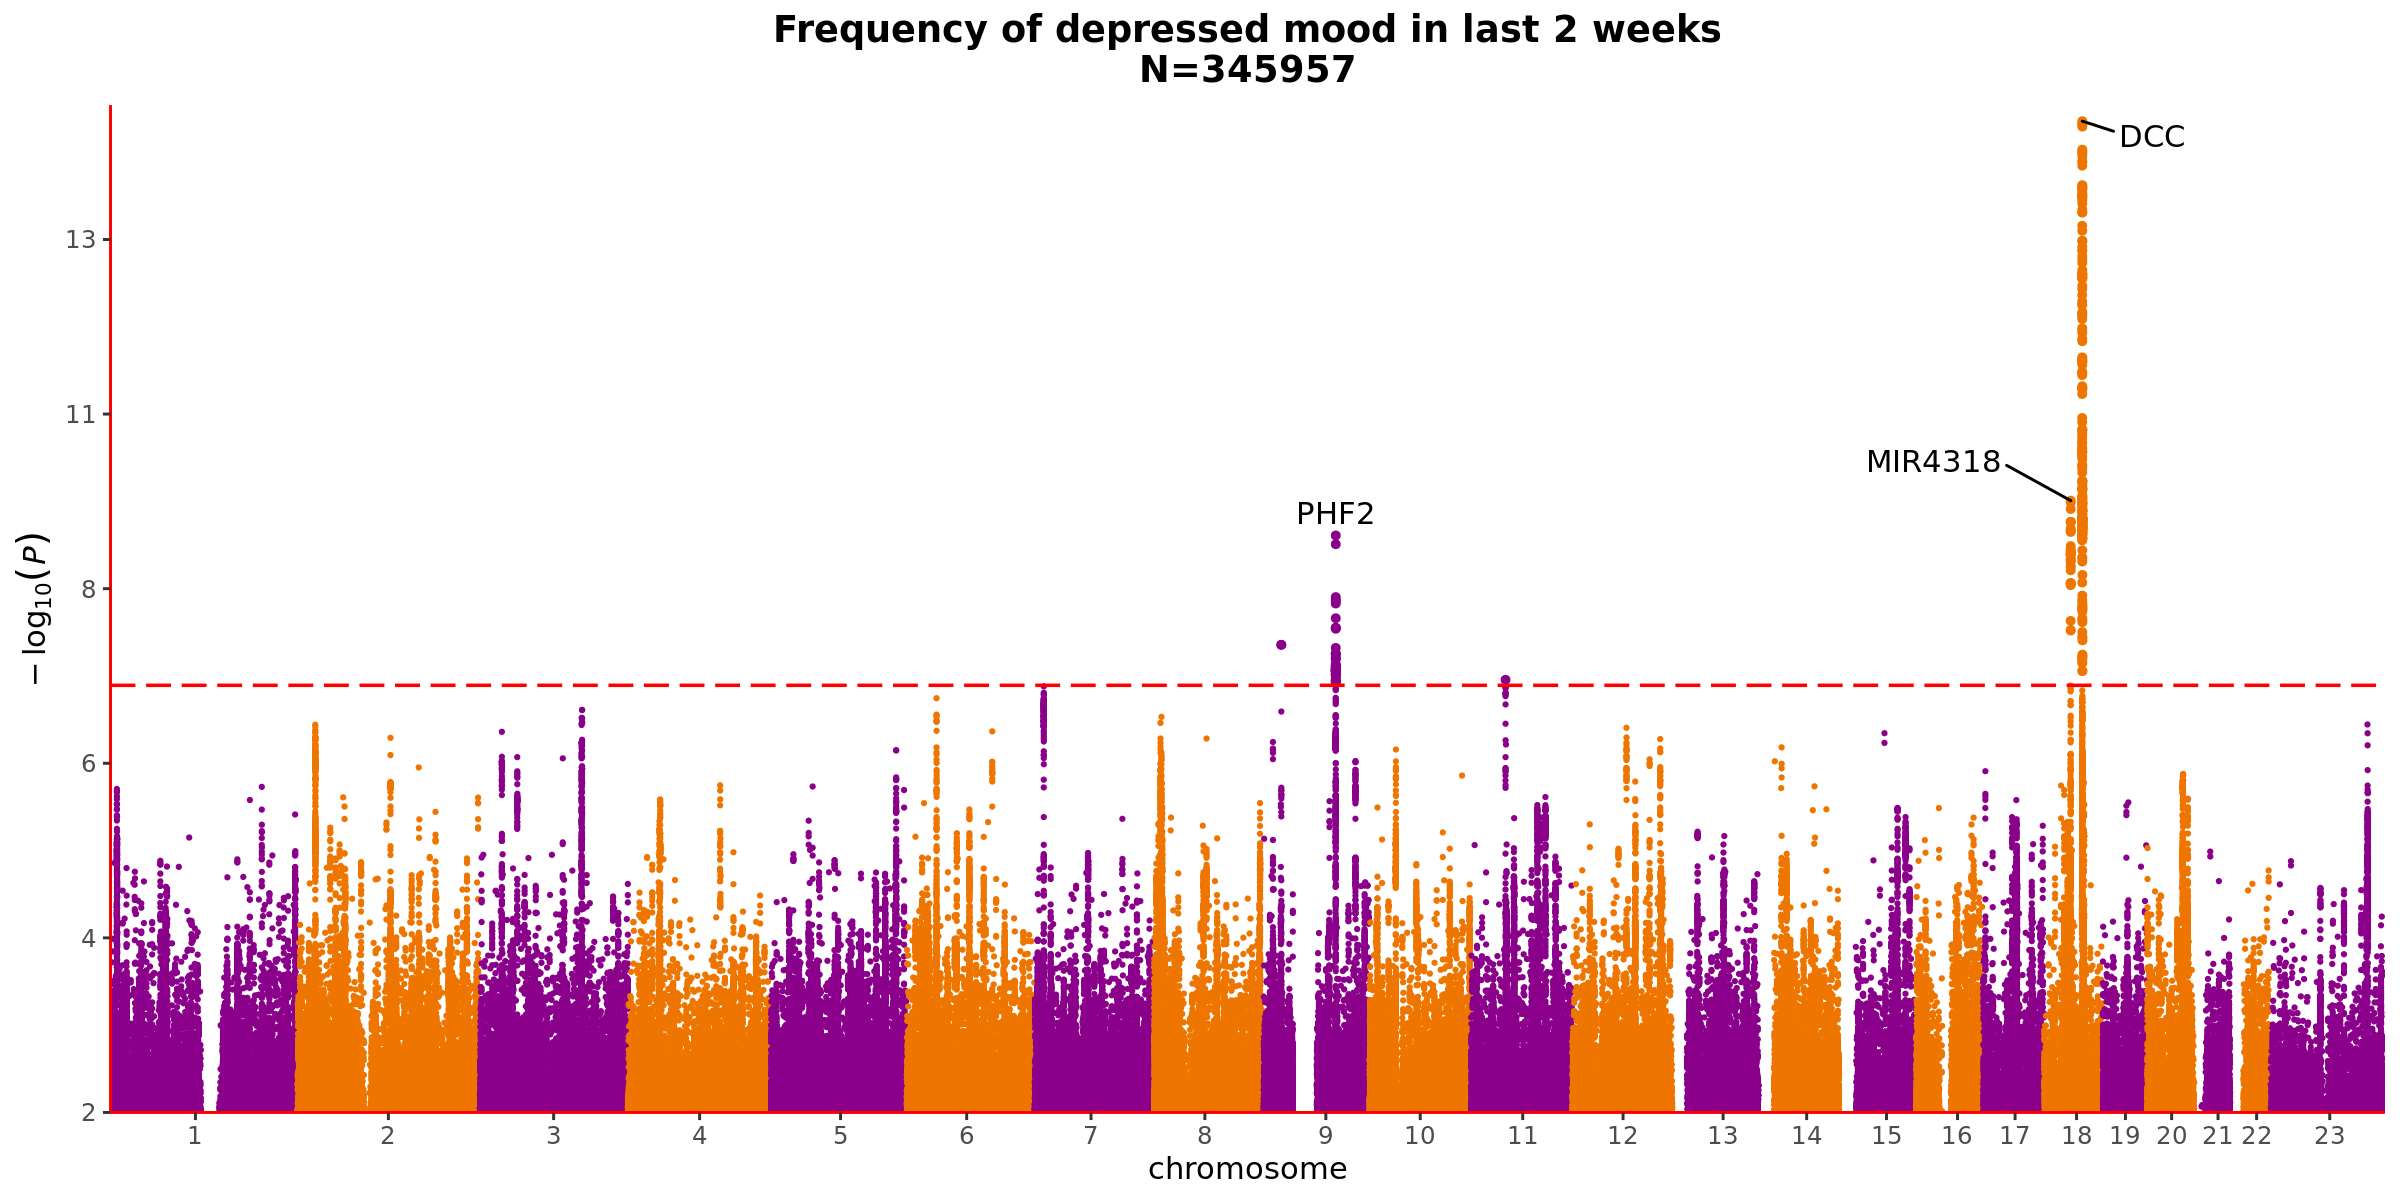 Frequency of depressed mood in last 2 weeks
N=345957
DCC
MIR4318
PHF2
−log₁₀(P)
13
11
8
6
4
2
1 2 3 4 5 6 7 8 9 10 11 12 13 14 15 16 17 18 19 20 21 22 23
chromosome